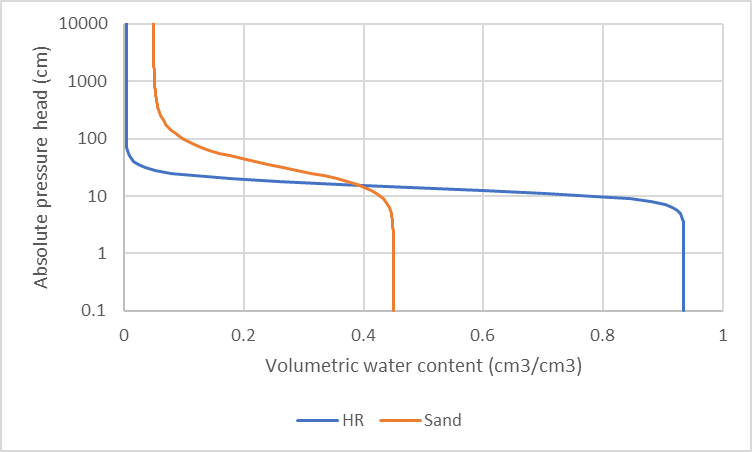 Absolute pressure head (cm)
10000
1000
100
10
1
0.1
0 0.2 0.4 0.6 0.8 1
Volumetric water content (cm3/cm3)
HR Sand